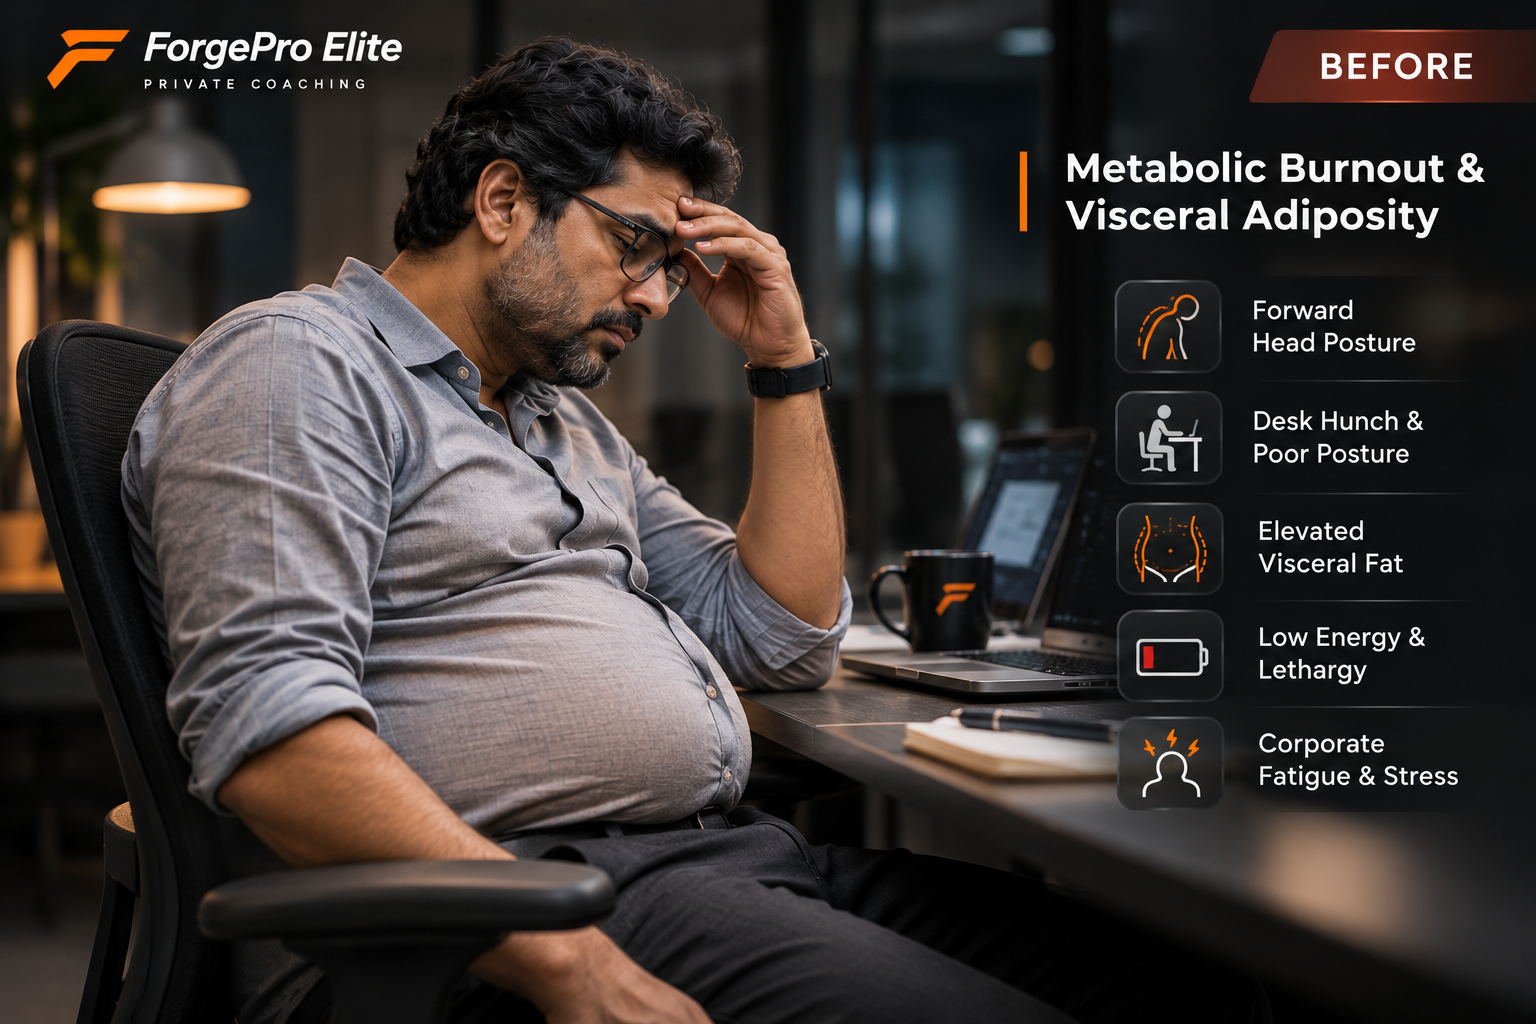 ForgePro Elite
PRIVATE COACHING
BEFORE
Metabolic Burnout &
Visceral Adiposity
Forward
Head Posture
Desk Hunch &
Poor Posture
Elevated
Visceral Fat
Low Energy &
Lethargy
Corporate
Fatigue & Stress